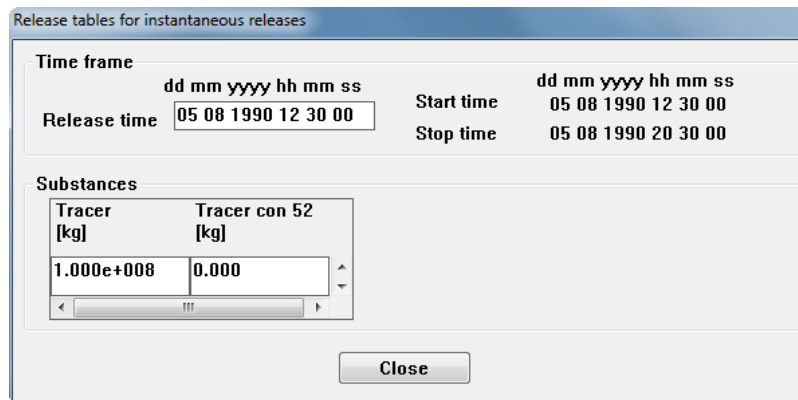 Release tables for instantaneous releases
Time frame
dd mm yyyy hh mm ss
Release time 05 08 1990 12 30 00
dd mm yyyy hh mm ss
Start time 05 08 1990 12 30 00
Stop time 05 08 1990 20 30 00
Substances
Tracer Tracer con 52
[kg] [kg]
1.000e+008 0.000
Close